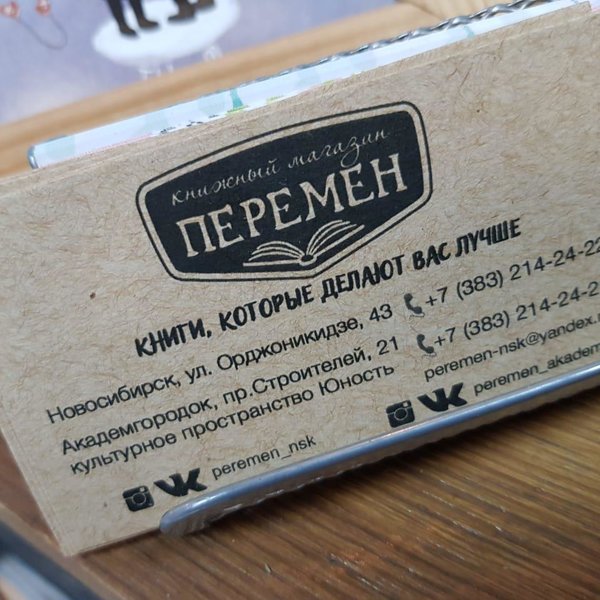 книжный магазин
ПЕРЕМЕН
КНИГИ, КОТОРЫЕ ДЕЛАЮТ ВАС ЛУЧШЕ
Новосибирск, ул. Орджоникидзе, 43 +7 (383) 214-24-22
Академгородок, пр.Строителей, 21 +7 (383) 214-24-2
культурное пространство Юность peremen-nsk@yandex.
peremen_nsk peremen_akadem